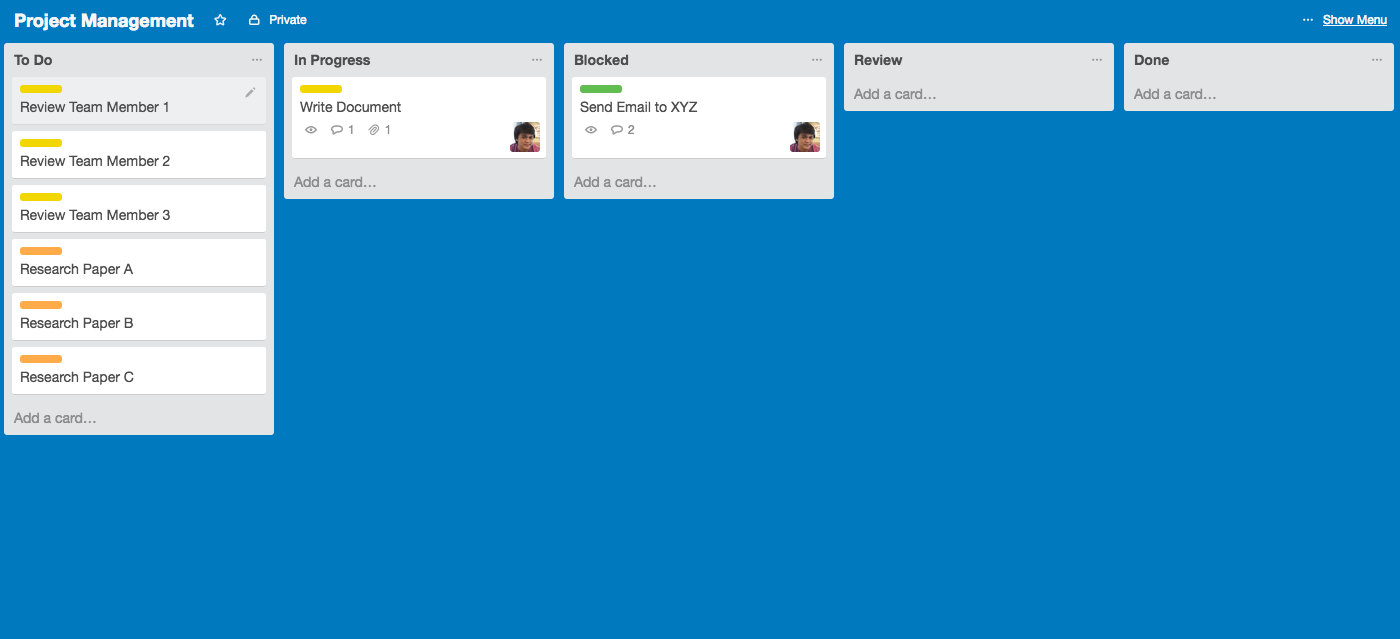 Project Management
Private
... Show Menu
To Do
Review Team Member 1
Review Team Member 2
Review Team Member 3
Research Paper A
Research Paper B
Research Paper C
Add a card…
In Progress
Write Document
1 1
Add a card…
Blocked
Send Email to XYZ
2
Add a card…
Review
Add a card…
Done
Add a card…